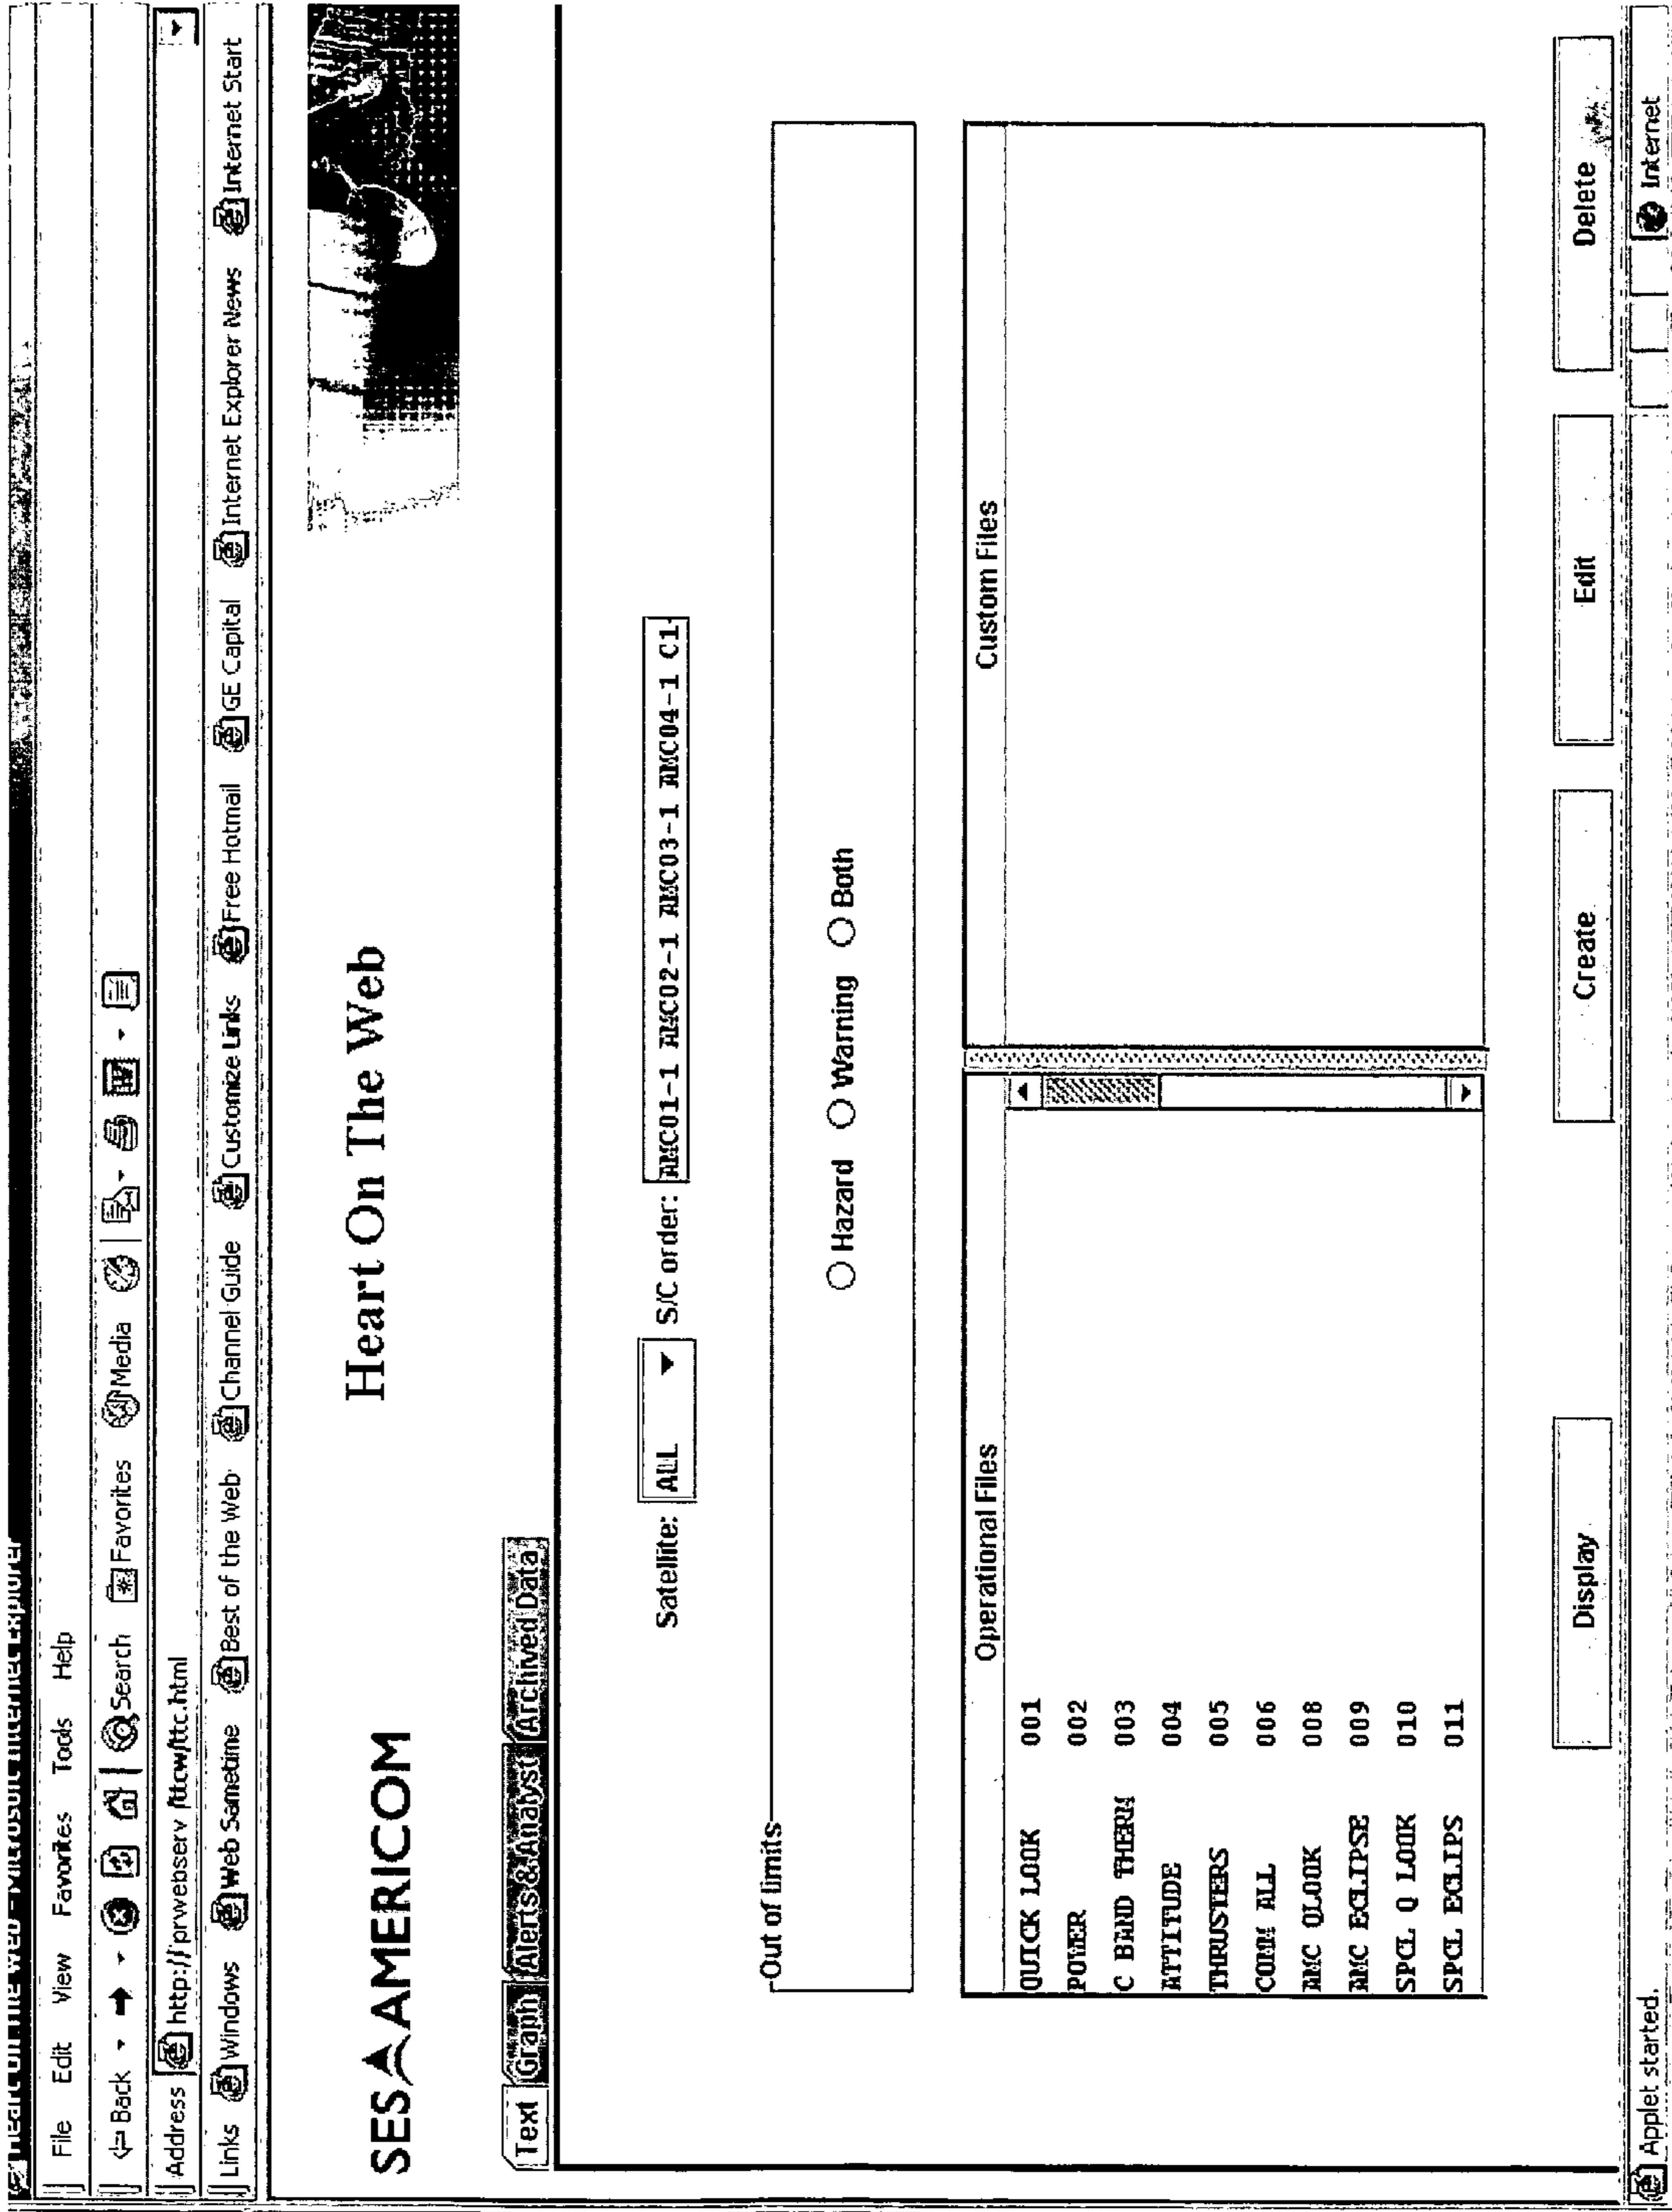 Heart On The Web - Microsoft Internet Explorer
File Edit View Favorites Tools Help
Back Search Favorites Media
Address http://prwebserv/ttcw/ttc.html
Links Windows Web Sametime Best of the Web Channel Guide Customize Links Free Hotmail GE Capital Internet Explorer News Internet Start
SES AMERICOM Heart On The Web
Text Graph Alerts&Analyst Archived Data
Satellite: ALL S/C order: AMC01-1 AMC02-1 AMC03-1 AMC04-1 C1
Out of limits
Hazard Warning Both
Operational Files Custom Files
QUICK LOOK 001
POWER 002
C BAND THERM 003
ATTITUDE 004
THRUSTERS 005
COMM ALL 006
AMC QLOOK 008
AMC ECLIPSE 009
SPCL Q LOOK 010
SPCL ECLIPS 011
Display Create Edit Delete
Applet started. Internet